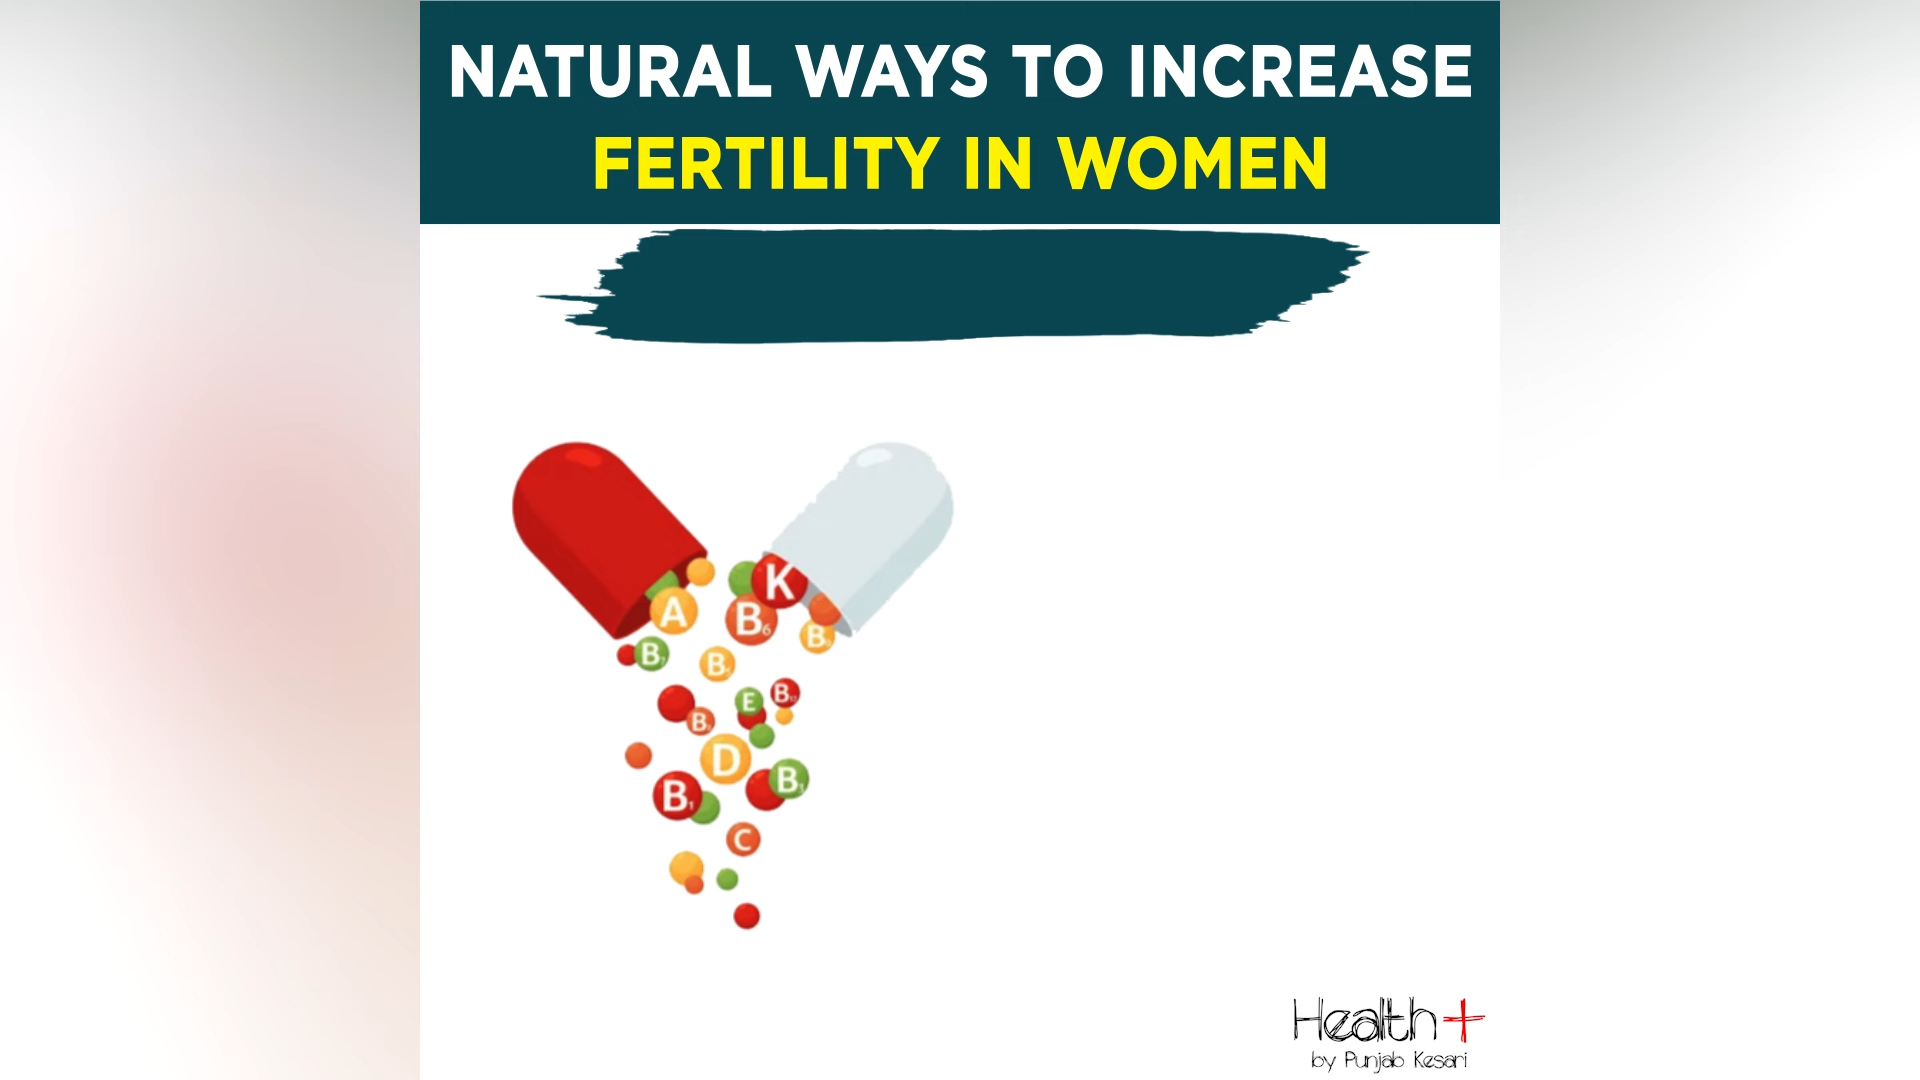 NATURAL WAYS TO INCREASE
FERTILITY IN WOMEN
K
A
B6
B
B
B
E
B
B
D
B
B1
C
Health+
by Punjab Kesari